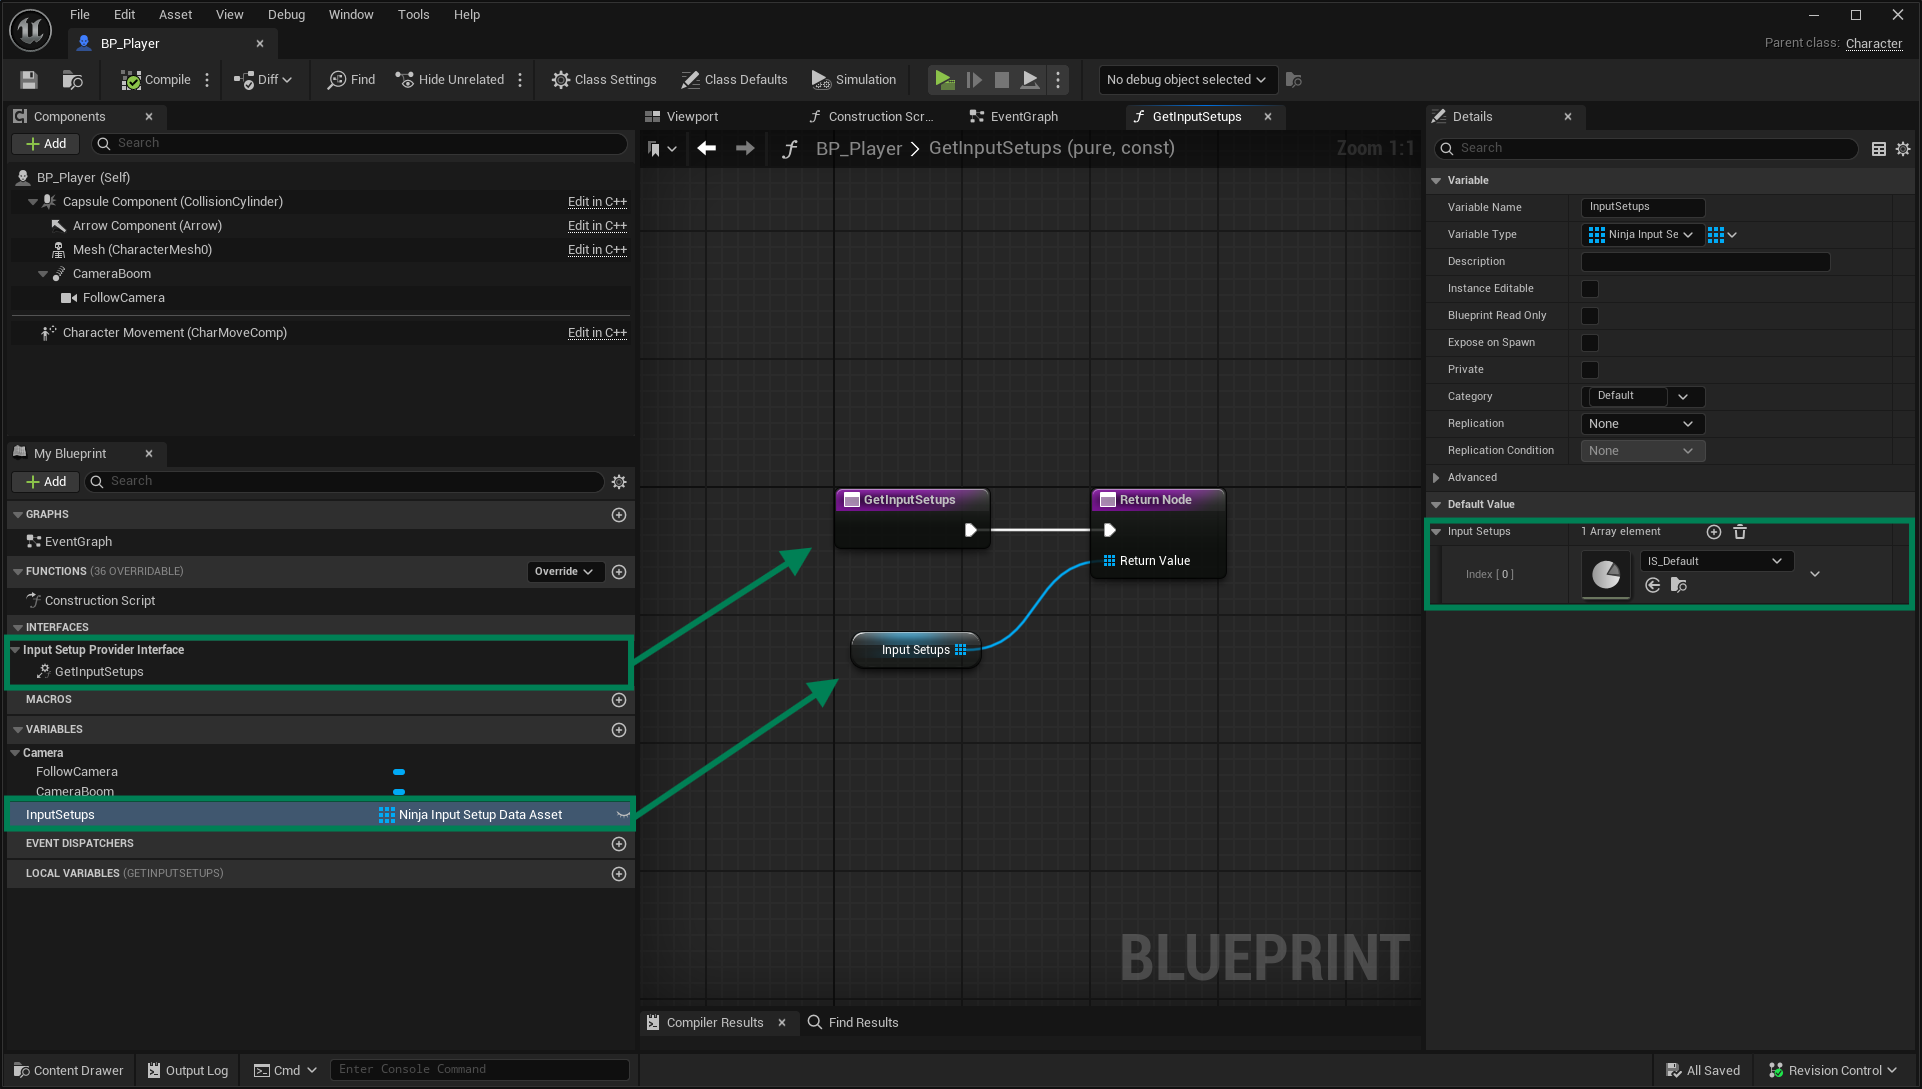 File Edit Asset View Debug Window Tools Help
BP_Player
Parent class: Character
Compile Diff Find Hide Unrelated Class Settings Class Defaults Simulation No debug object selected
Components
Add Search
BP_Player (Self)
Capsule Component (CollisionCylinder) Edit in C++
Arrow Component (Arrow) Edit in C++
Mesh (CharacterMesh0) Edit in C++
CameraBoom
FollowCamera
Character Movement (CharMoveComp) Edit in C++
My Blueprint
Add Search
GRAPHS
EventGraph
FUNCTIONS (36 OVERRIDABLE) Override
Construction Script
INTERFACES
Input Setup Provider Interface
GetInputSetups
MACROS
VARIABLES
Camera
FollowCamera
CameraBoom
InputSetups Ninja Input Setup Data Asset
EVENT DISPATCHERS
LOCAL VARIABLES (GETINPUTSETUPS)
Viewport Construction Scr... EventGraph GetInputSetups
BP_Player > GetInputSetups (pure, const) Zoom 1:1
GetInputSetups
Return Node
Return Value
Input Setups
BLUEPRINT
Compiler Results Find Results
Details
Search
Variable
Variable Name InputSetups
Variable Type Ninja Input Se
Description
Instance Editable
Blueprint Read Only
Expose on Spawn
Private
Category Default
Replication None
Replication Condition None
Advanced
Default Value
Input Setups 1 Array element
Index [ 0 ] IS_Default
Content Drawer Output Log Cmd Enter Console Command All Saved Revision Control